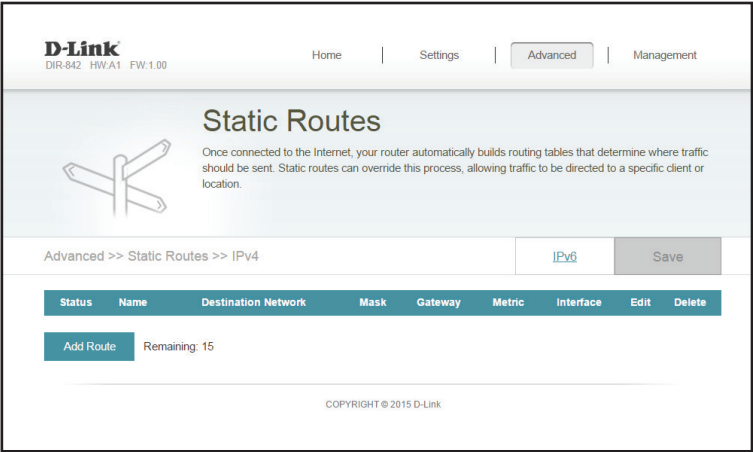 D-Link
DIR-842 HW:A1 FW:1.00
Home Settings Advanced Management
Static Routes
Once connected to the Internet, your router automatically builds routing tables that determine where traffic
should be sent. Static routes can override this process, allowing traffic to be directed to a specific client or
location.
Advanced >> Static Routes >> IPv4
IPv6
Save
Status Name Destination Network Mask Gateway Metric Interface Edit Delete
Add Route Remaining: 15
COPYRIGHT © 2015 D-Link